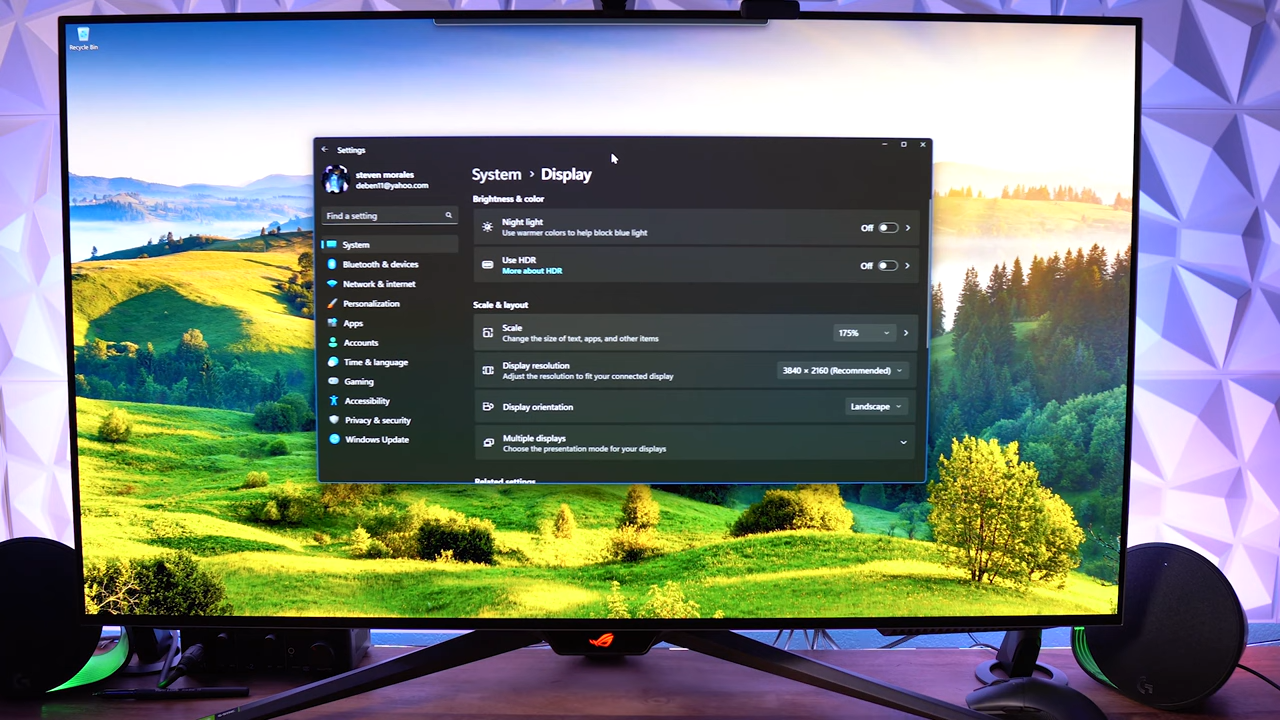 Recycle Bin
Settings
steven morales
deben11@yahoo.com
Find a setting
System
Bluetooth & devices
Network & internet
Personalization
Apps
Accounts
Time & language
Gaming
Accessibility
Privacy & security
Windows Update
System › Display
Brightness & color
Night light
Use warmer colors to help block blue light
Off
Use HDR
More about HDR
Off
Scale & layout
Scale
Change the size of text, apps, and other items
175%
Display resolution
Adjust the resolution to fit your connected display
3840 × 2160 (Recommended)
Display orientation
Landscape
Multiple displays
Choose the presentation mode for your displays
Related settings